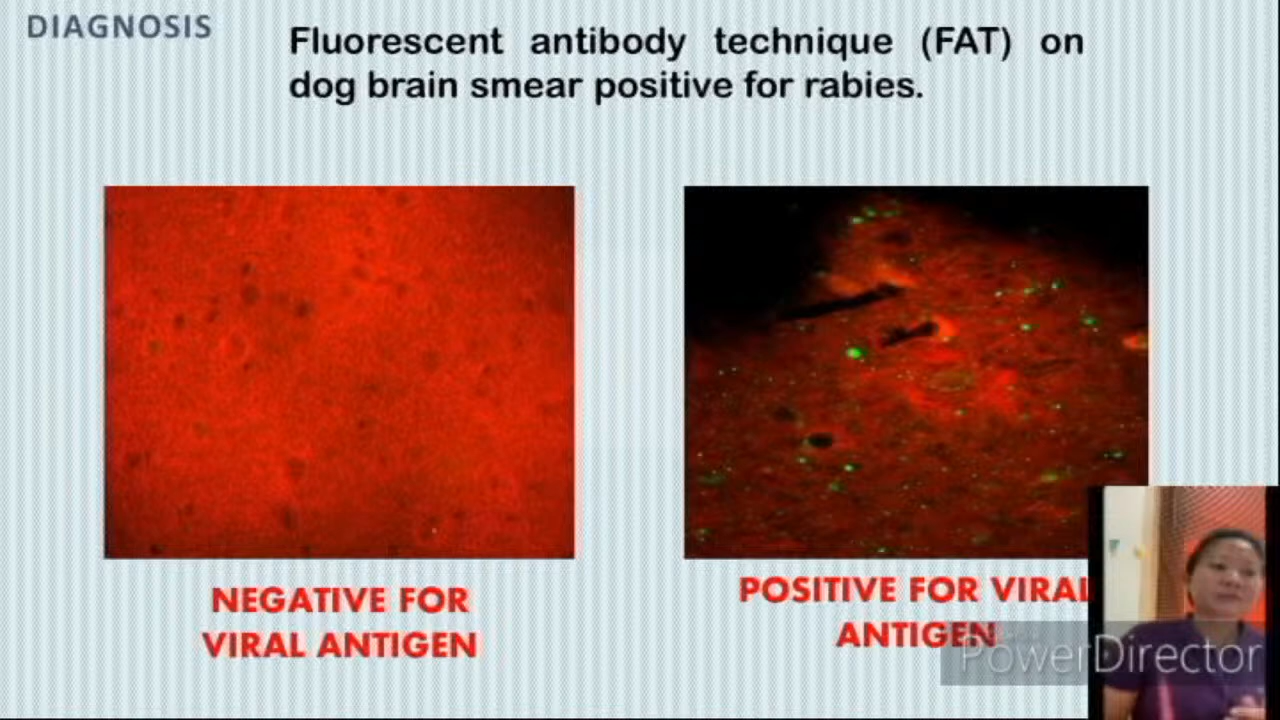 DIAGNOSIS
Fluorescent antibody technique (FAT) on
dog brain smear positive for rabies.
NEGATIVE FOR
VIRAL ANTIGEN
POSITIVE FOR VIRAL
ANTIGEN
PowerDirector